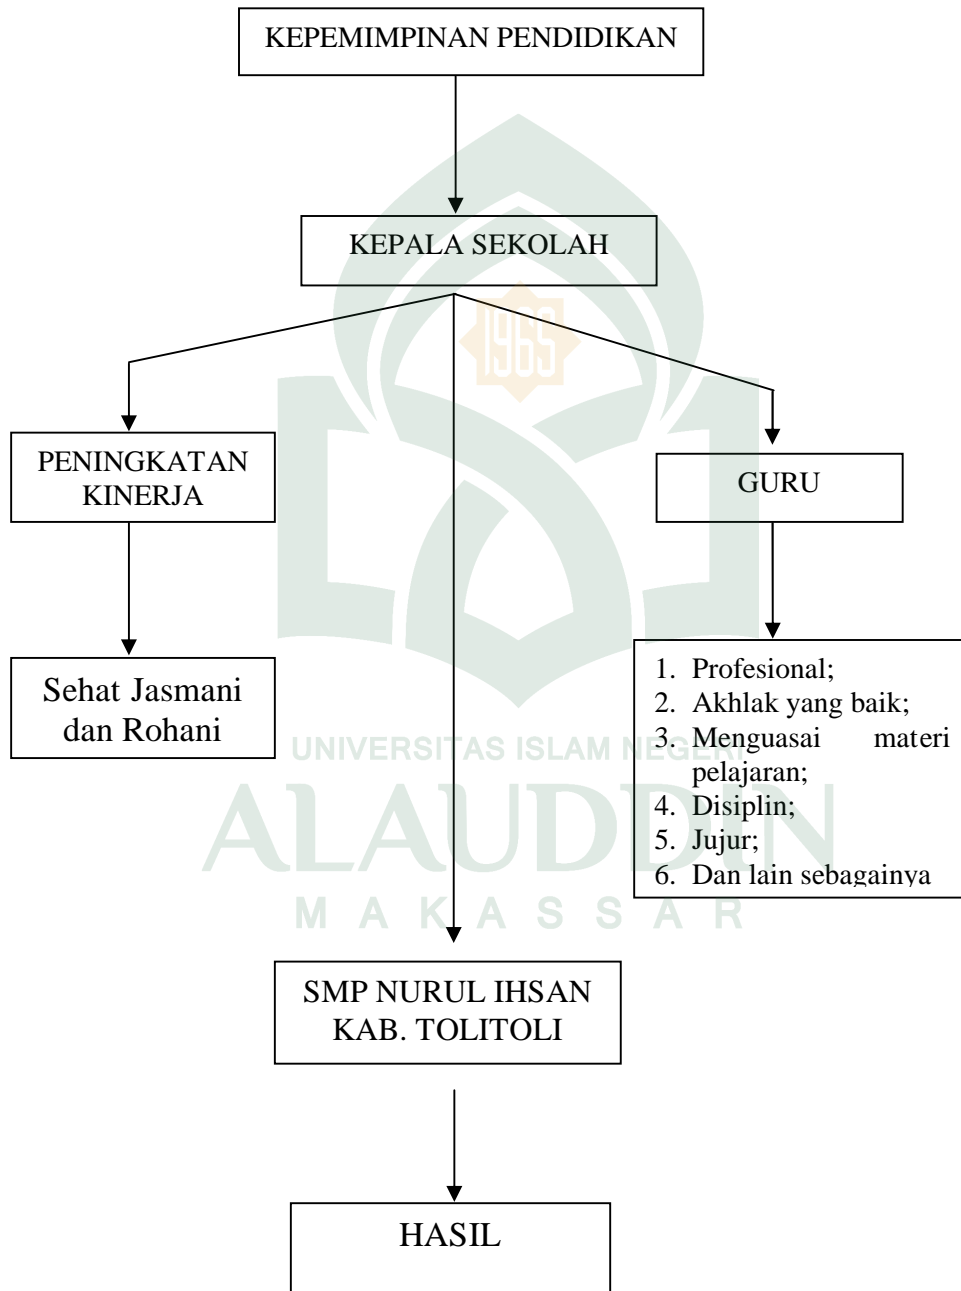 KEPEMIMPINAN PENDIDIKAN
KEPALA SEKOLAH
1965
PENINGKATAN
KINERJA
GURU
Sehat Jasmani
dan Rohani
1. Profesional;
2. Akhlak yang baik;
3. Menguasai materi
pelajaran;
4. Disiplin;
5. Jujur;
6. Dan lain sebagainya
UNIVERSITAS ISLAM NEGERI
ALAUDDIN
MAKASSAR
SMP NURUL IHSAN
KAB. TOLITOLI
HASIL